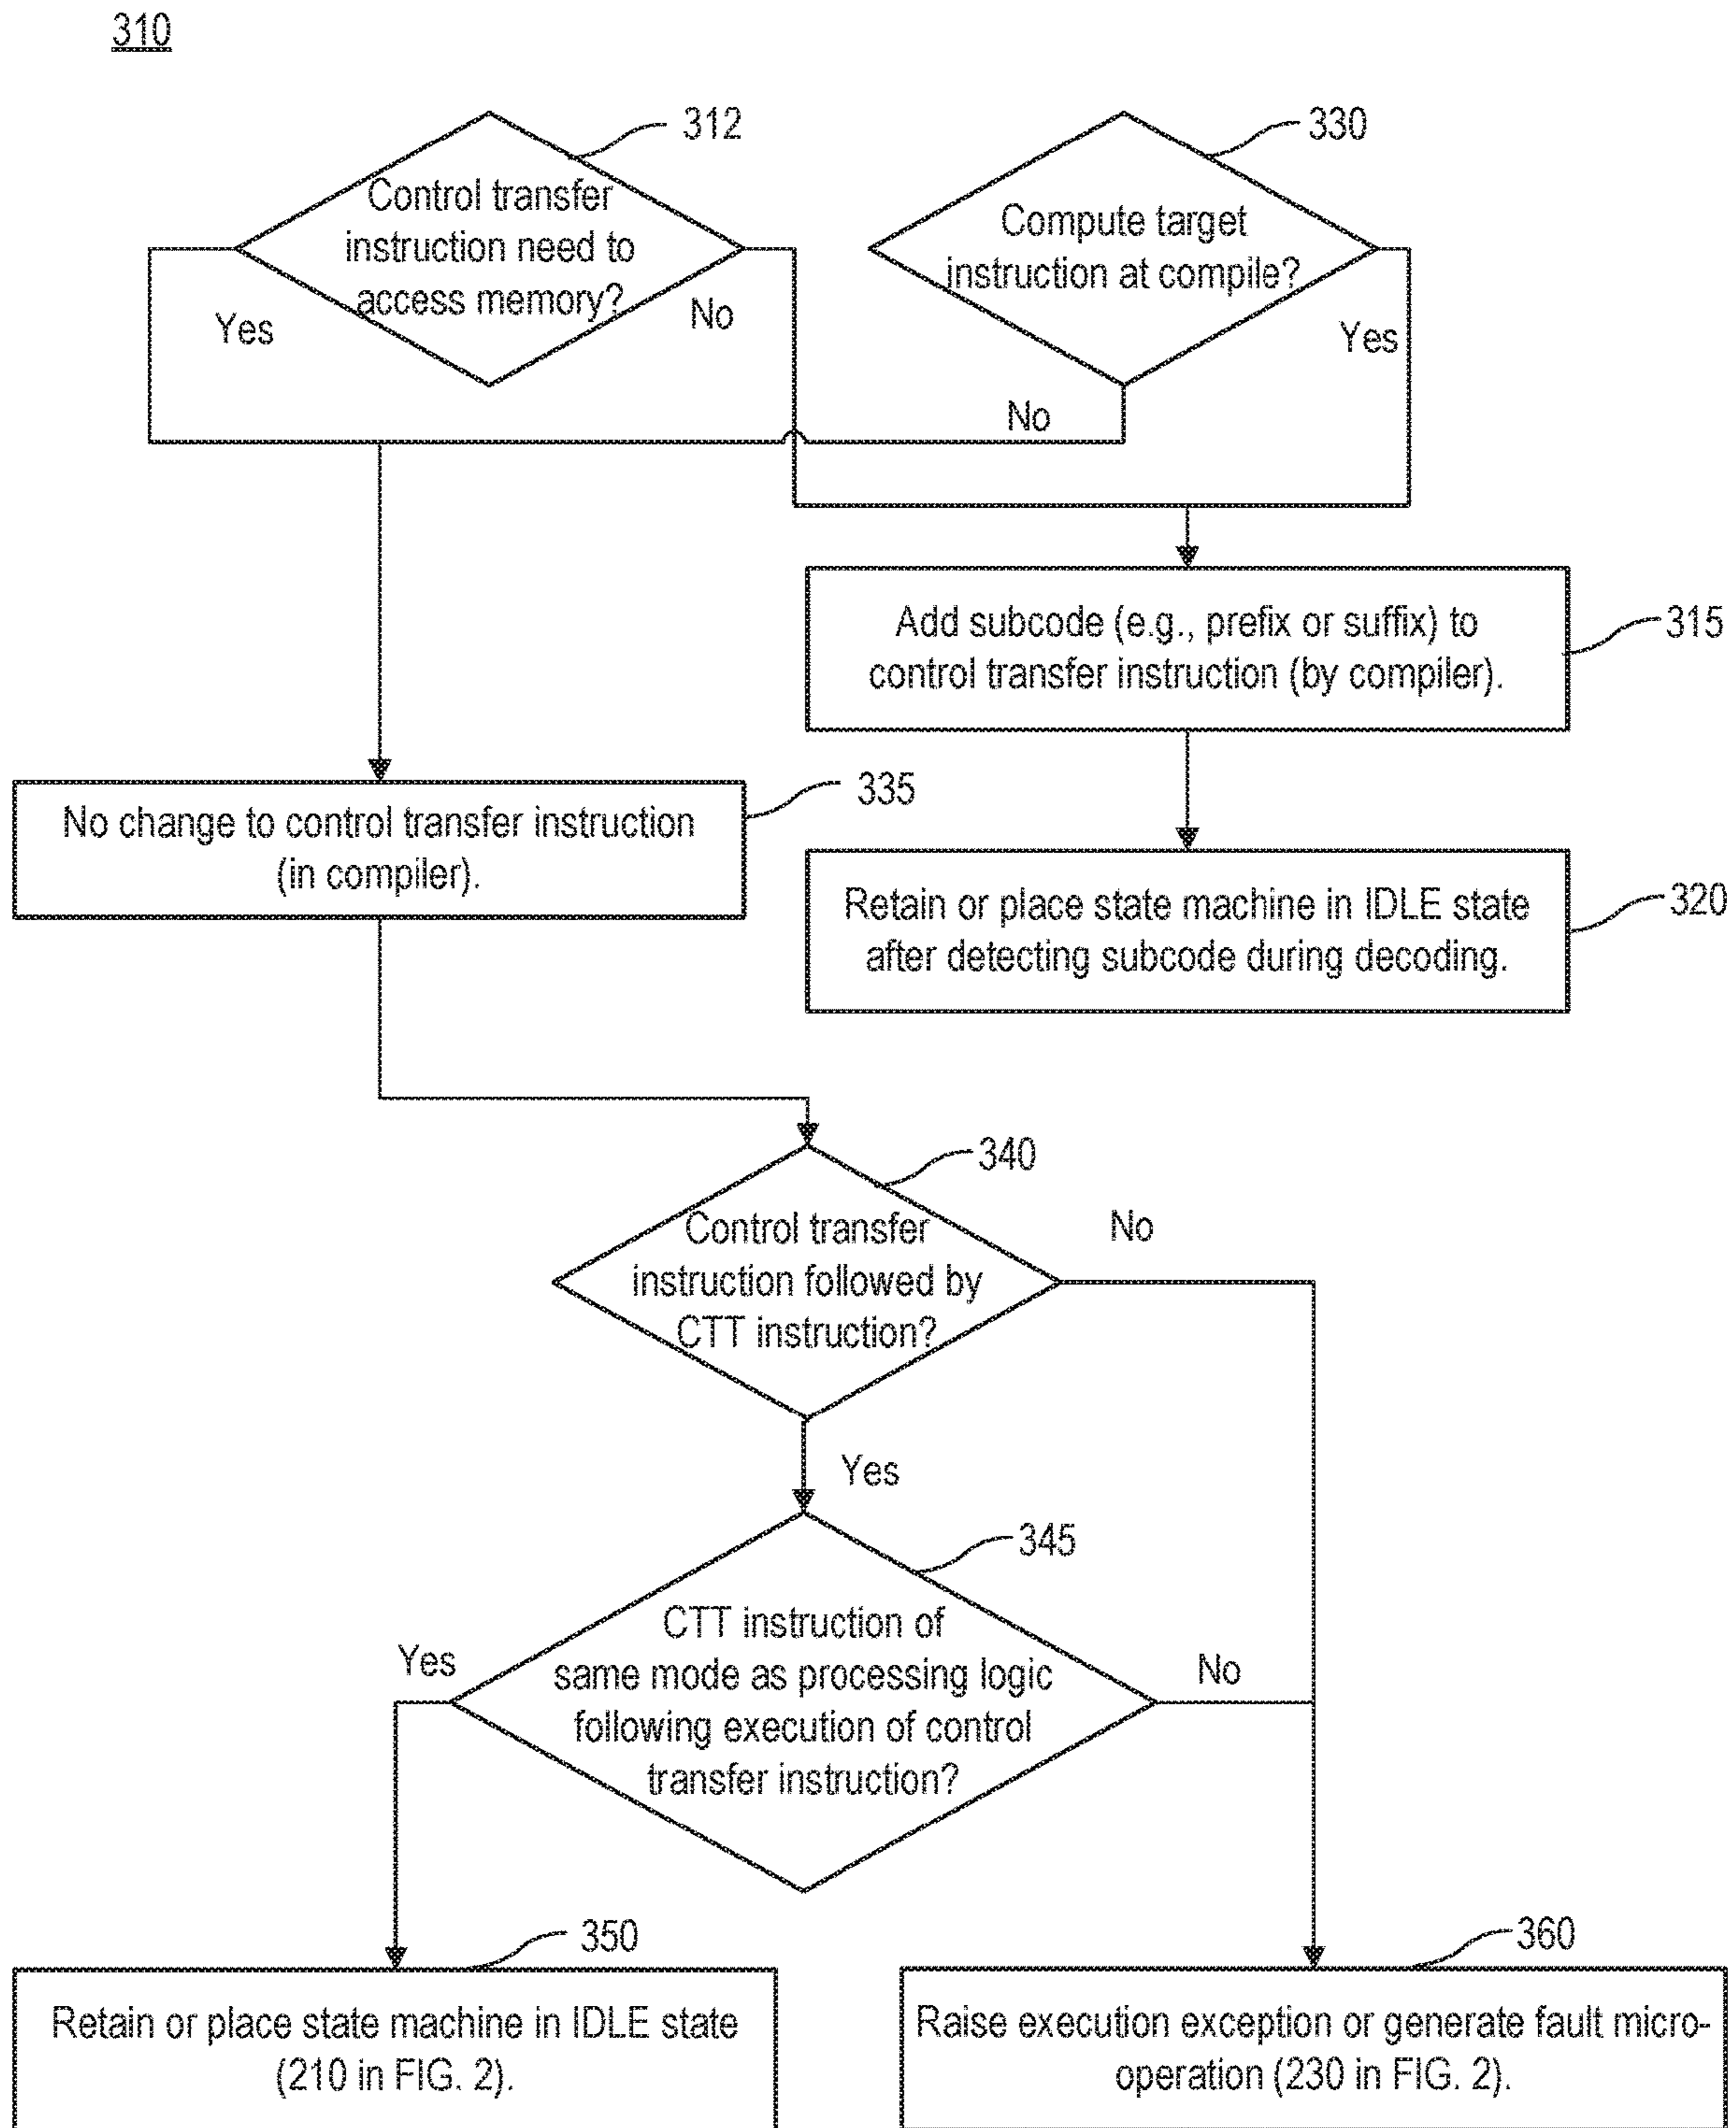 310
312
Control transfer
instruction need to
access memory?
Yes
No
330
Compute target
instruction at compile?
Yes
No
Add subcode (e.g., prefix or suffix) to
control transfer instruction (by compiler).
315
No change to control transfer instruction
(in compiler).
335
Retain or place state machine in IDLE state
after detecting subcode during decoding.
320
340
Control transfer
instruction followed by
CTT instruction?
No
Yes
345
CTT instruction of
same mode as processing logic
following execution of control
transfer instruction?
Yes
No
350
Retain or place state machine in IDLE state
(210 in FIG. 2).
360
Raise execution exception or generate fault micro-
operation (230 in FIG. 2).